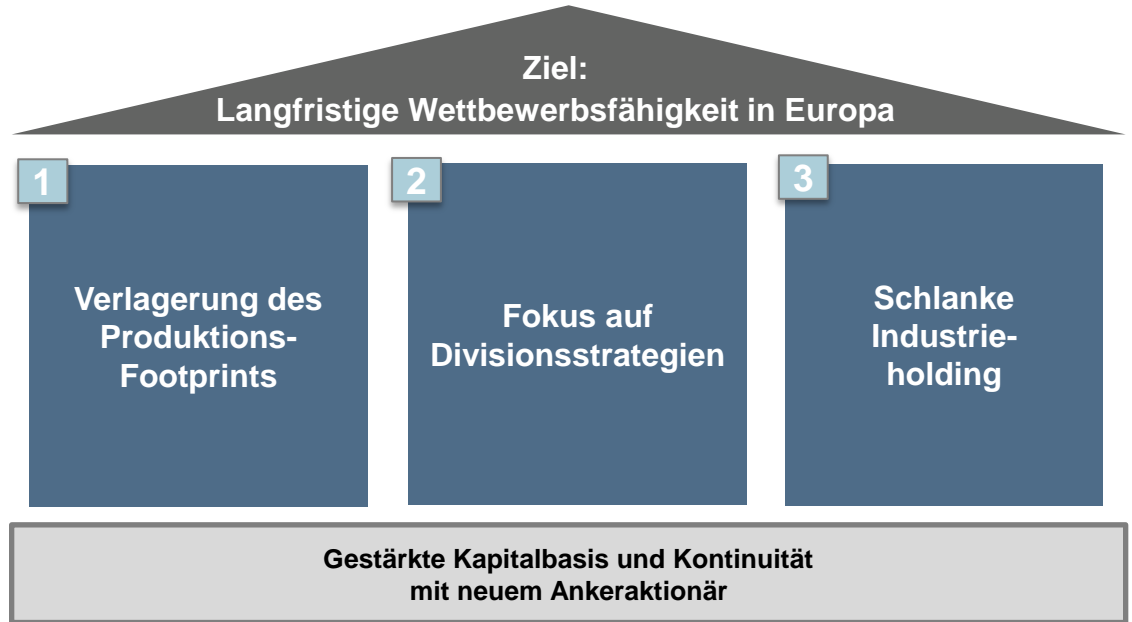 Ziel:
Langfristige Wettbewerbsfähigkeit in Europa
1
Verlagerung des
Produktions-
Footprints
2
Fokus auf
Divisionsstrategien
3
Schlanke
Industrie-
holding
Gestärkte Kapitalbasis und Kontinuität
mit neuem Ankeraktionär